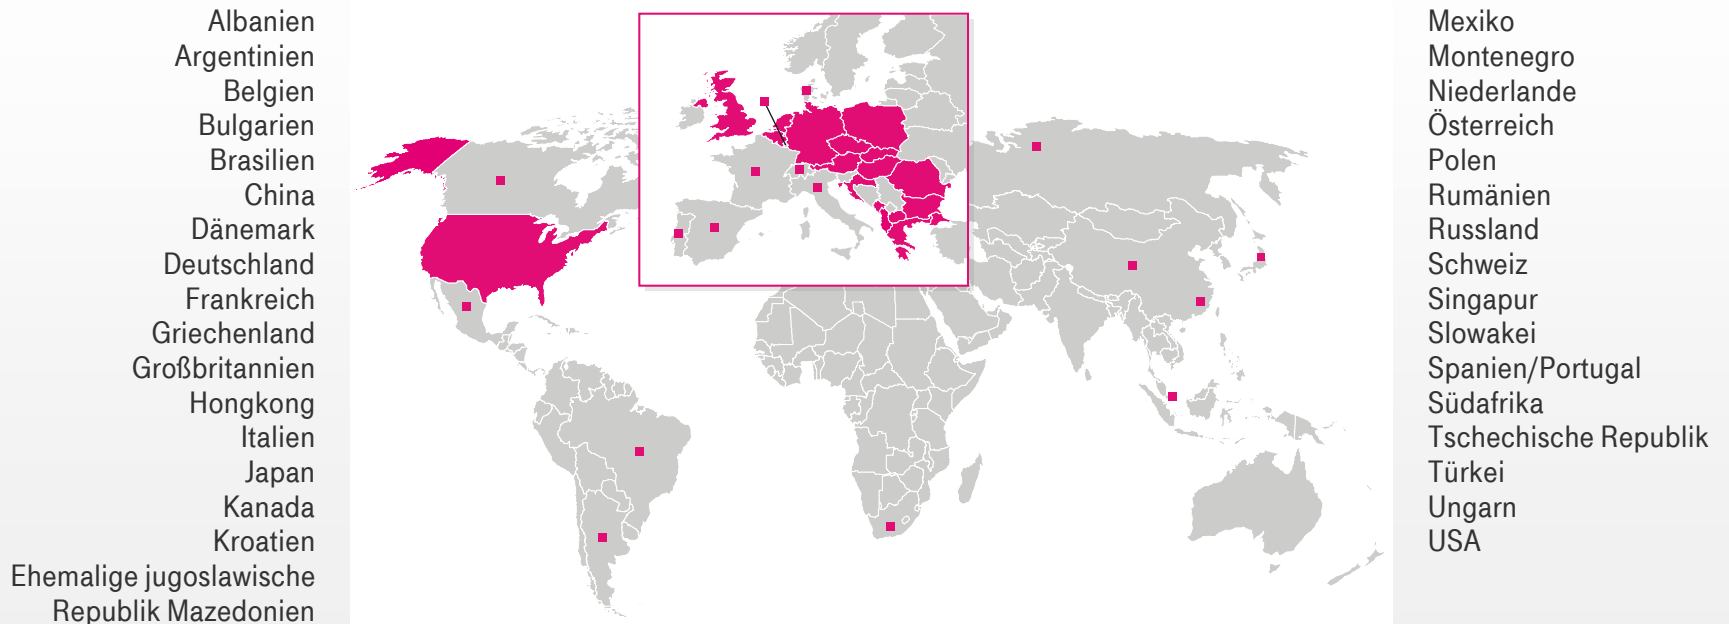 Albanien
Argentinien
Belgien
Bulgarien
Brasilien
China
Dänemark
Deutschland
Frankreich
Griechenland
Großbritannien
Hongkong
Italien
Japan
Kanada
Kroatien
Ehemalige jugoslawische
Republik Mazedonien
Mexiko
Montenegro
Niederlande
Österreich
Polen
Rumänien
Russland
Schweiz
Singapur
Slowakei
Spanien/Portugal
Südafrika
Tschechische Republik
Türkei
Ungarn
USA